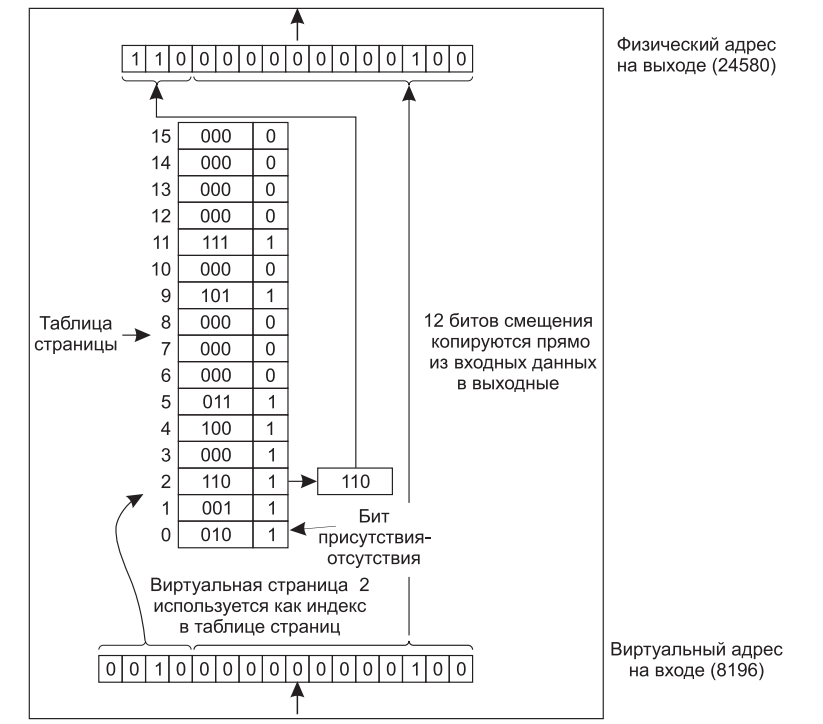 Физический адрес
на выходе (24580)
1 1 0 0 0 0 0 0 0 0 0 0 1 0 0
15 000 0
14 000 0
13 000 0
12 000 0
11 111 1
10 000 0
9 101 1
8 000 0
7 000 0
6 000 0
5 011 1
4 100 1
3 000 1
2 110 1 110
1 001 1
0 010 1
Таблица
страницы
12 битов смещения
копируются прямо
из входных данных
в выходные
Бит
присутствия-
отсутствия
Виртуальная страница 2
используется как индекс
в таблице страниц
0 0 1 0 0 0 0 0 0 0 0 0 0 1 0 0
Виртуальный адрес
на входе (8196)